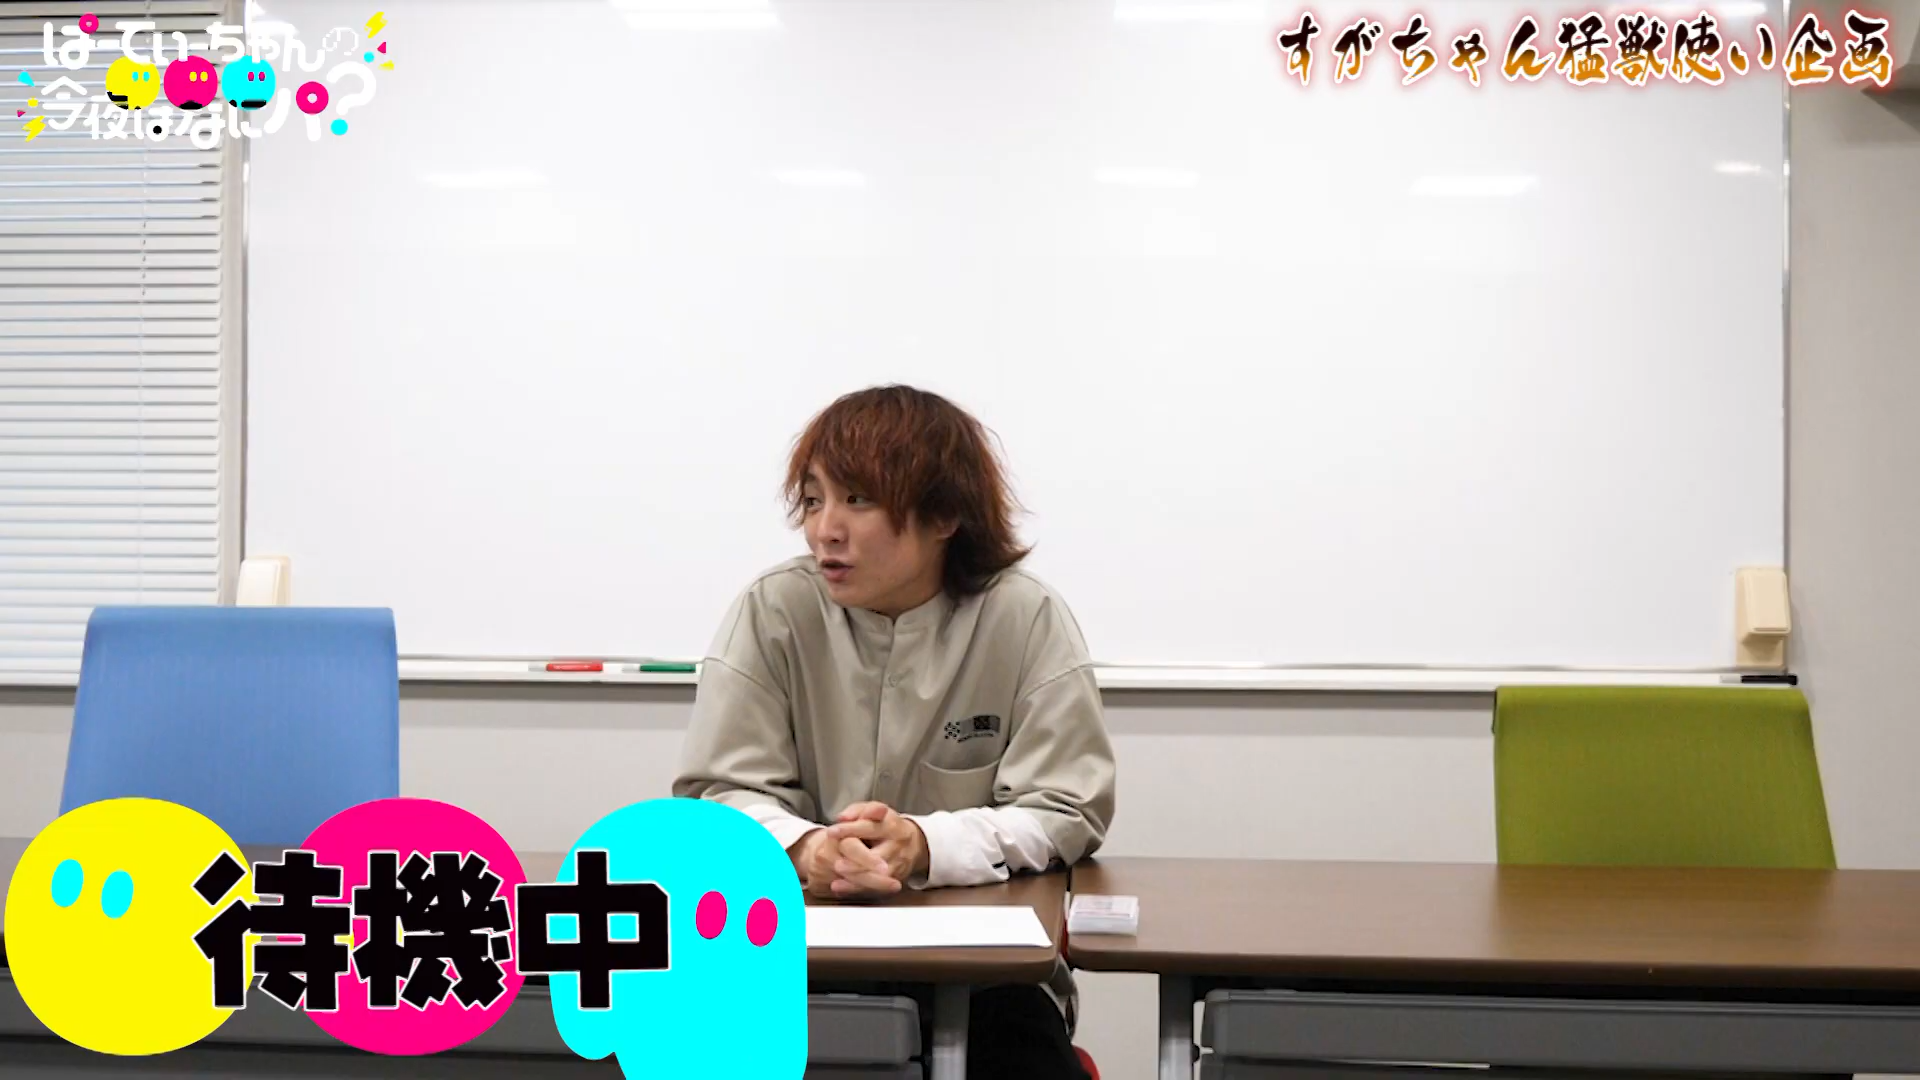 ぱーてぃーちゃんの
今夜はなにパ?
すがちゃん猛獣使い企画
待機中